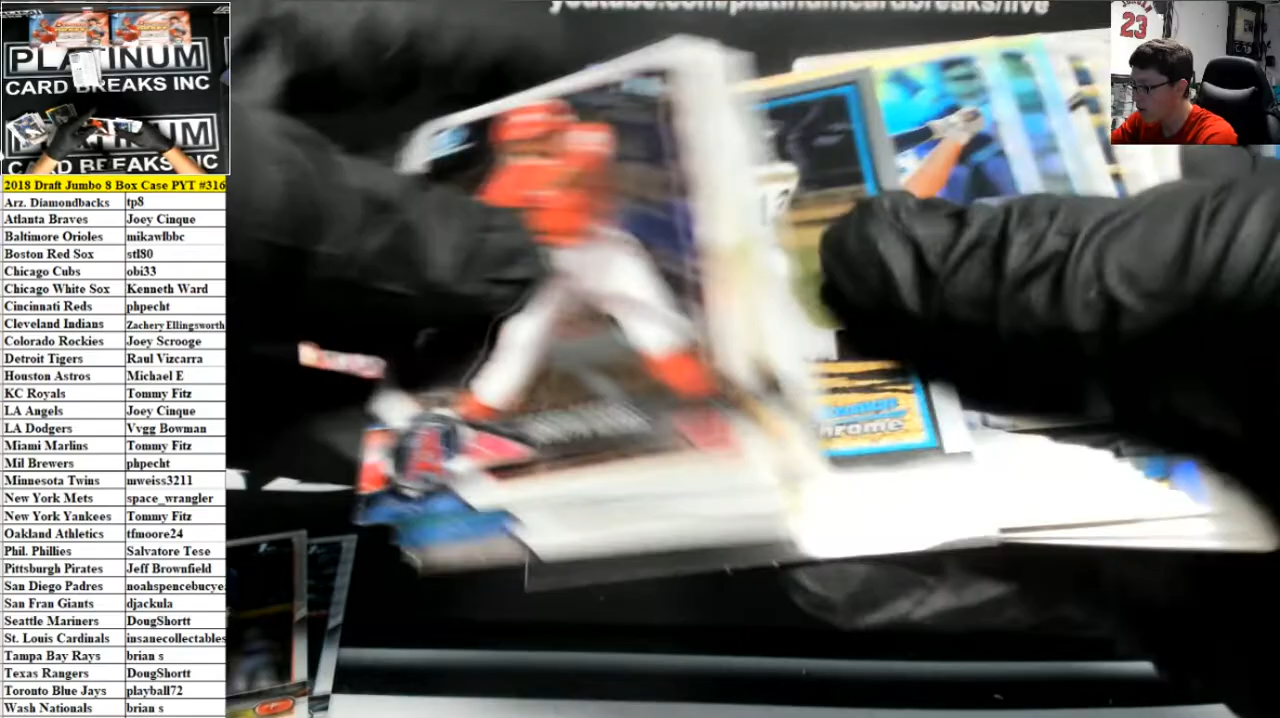 youtube.com/platinumcardbreaks/live
PLATINUM
CARD BREAKS INC
CARD BREAKS INC
23
2018 Draft Jumbo 8 Box Case PYT #316
Arz. Diamondbacks tp8
Atlanta Braves Joey Cinque
Baltimore Orioles mikawlbbc
Boston Red Sox stl80
Chicago Cubs obi33
Chicago White Sox Kenneth Ward
Cincinnati Reds phpecht
Cleveland Indians Zachery Ellingsworth
Colorado Rockies Joey Scrooge
Detroit Tigers Raul Vizcarra
Houston Astros Michael E
KC Royals Tommy Fitz
LA Angels Joey Cinque
LA Dodgers Vvgg Bowman
Miami Marlins Tommy Fitz
Mil Brewers phpecht
Minnesota Twins mweiss3211
New York Mets space_wrangler
New York Yankees Tommy Fitz
Oakland Athletics tfmoore24
Phil. Phillies Salvatore Tese
Pittsburgh Pirates Jeff Brownfield
San Diego Padres noahspencebucye
San Fran Giants djackula
Seattle Mariners DougShortt
St. Louis Cardinals insanecollectables
Tampa Bay Rays brian s
Texas Rangers DougShortt
Toronto Blue Jays playball72
Wash Nationals brian s